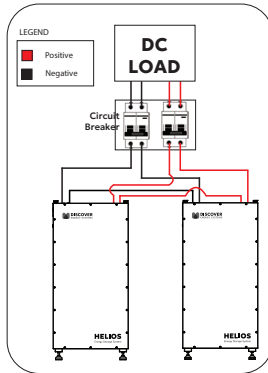 LEGEND
Positive
Negative
DC
LOAD
Circuit
Breaker
DISCOVER
DISCOVER
HELIOS
HELIOS